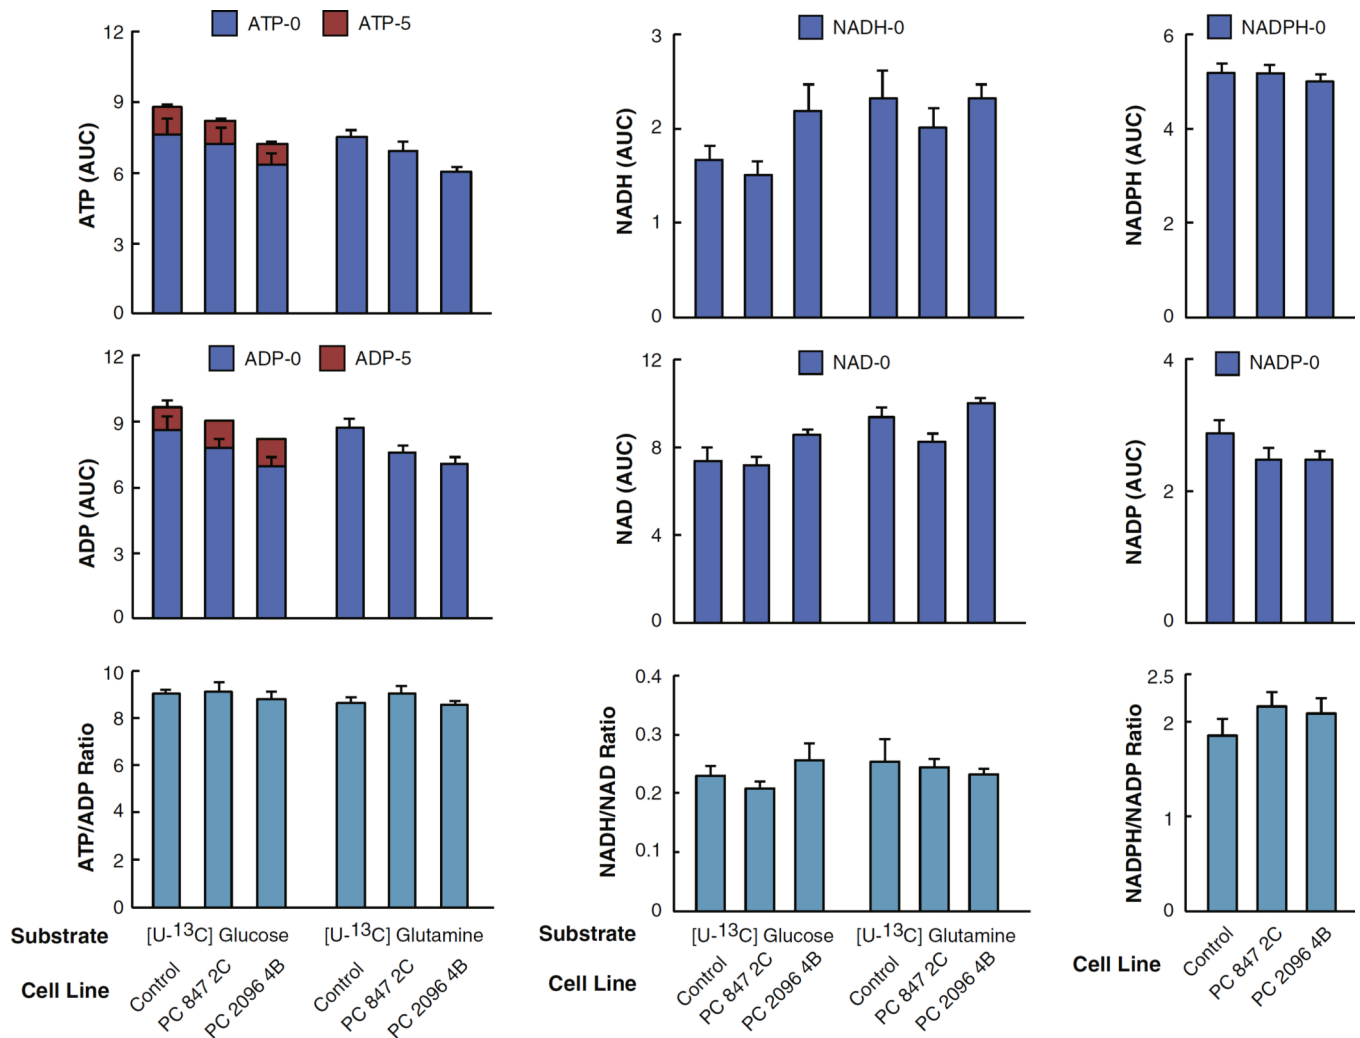 ATP-0 ATP-5
ATP (AUC)
12
9
6
3
0
NADH-0
NADH (AUC)
3
2
1
0
NADPH-0
NADPH (AUC)
6
4
2
0
ADP-0 ADP-5
ADP (AUC)
12
9
6
3
0
NAD-0
NAD (AUC)
12
8
4
0
NADP-0
NADP (AUC)
4
2
0
ATP/ADP Ratio
10
8
6
4
2
0
NADH/NAD Ratio
0.4
0.3
0.2
0.1
0
NADPH/NADP Ratio
2.5
2
1
0
Substrate [U-13C] Glucose [U-13C] Glutamine
Cell Line Control PC 847 2C PC 2096 4B Control PC 847 2C PC 2096 4B
Substrate [U-13C] Glucose [U-13C] Glutamine
Cell Line Control PC 847 2C PC 2096 4B Control PC 847 2C PC 2096 4B
Cell Line Control PC 847 2C PC 2096 4B